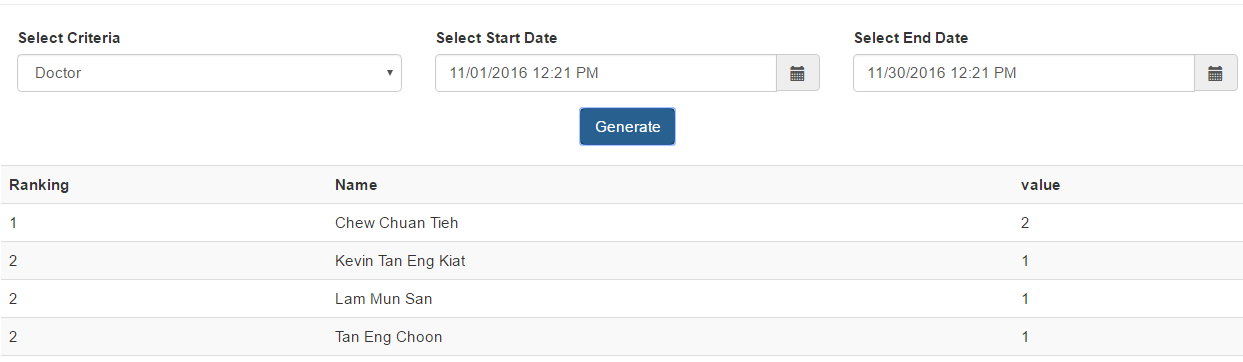 Select Criteria Select Start Date Select End Date
Doctor 11/01/2016 12:21 PM 11/30/2016 12:21 PM
Generate
Ranking Name value
1 Chew Chuan Tieh 2
2 Kevin Tan Eng Kiat 1
2 Lam Mun San 1
2 Tan Eng Choon 1